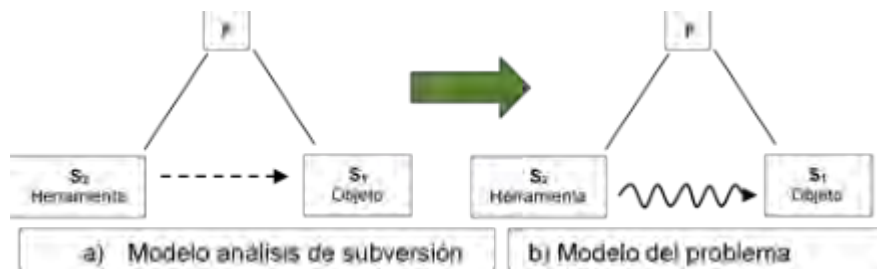 F
F
S₂
Herramienta
S₁
Objeto
S₂
Herramienta
S₁
Objeto
a) Modelo análisis de subversión
b) Modelo del problema